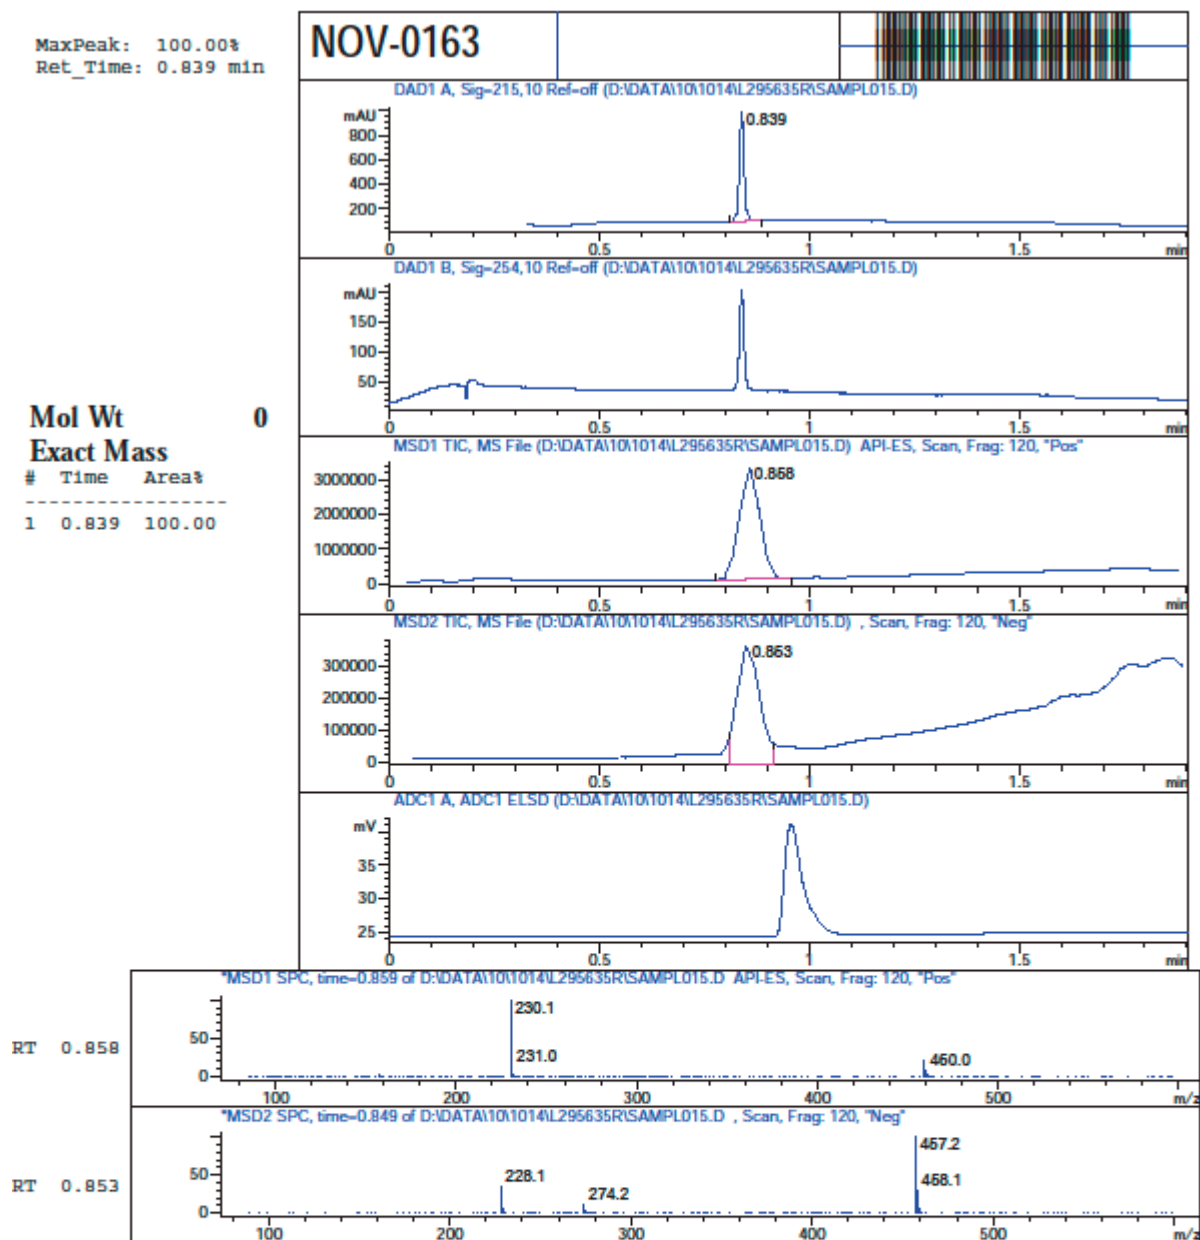 MaxPeak: 100.00%
Ret_Time: 0.839 min
NOV-0163
DAD1 A, Sig=215,10 Ref=off (D:\DATA\10\1014\L295635R\SAMPL015.D)
mAU
800
600
400
200
0.839
0 0.5 1 1.5 min
DAD1 B, Sig=254,10 Ref=off (D:\DATA\10\1014\L295635R\SAMPL015.D)
mAU
150
100
50
0 0.5 1 1.5 min
Mol Wt 0
Exact Mass
# Time Area%
-----------------
1 0.839 100.00
MSD1 TIC, MS File (D:\DATA\10\1014\L295635R\SAMPL015.D) API-ES, Scan, Frag: 120, "Pos"
3000000
2000000
1000000
0
0.858
0 0.5 1 1.5 min
MSD2 TIC, MS File (D:\DATA\10\1014\L295635R\SAMPL015.D) , Scan, Frag: 120, "Neg"
300000
200000
100000
0
0.853
0 0.5 1 1.5 min
ADC1 A, ADC1 ELSD (D:\DATA\10\1014\L295635R\SAMPL015.D)
mV
35
30
25
0 0.5 1 1.5 min
*MSD1 SPC, time=0.859 of D:\DATA\10\1014\L295635R\SAMPL015.D API-ES, Scan, Frag: 120, "Pos"
RT 0.858
50
0
230.1
231.0
460.0
100 200 300 400 500 m/z
*MSD2 SPC, time=0.849 of D:\DATA\10\1014\L295635R\SAMPL015.D , Scan, Frag: 120, "Neg"
RT 0.853
50
0
228.1
274.2
457.2
458.1
100 200 300 400 500 m/z